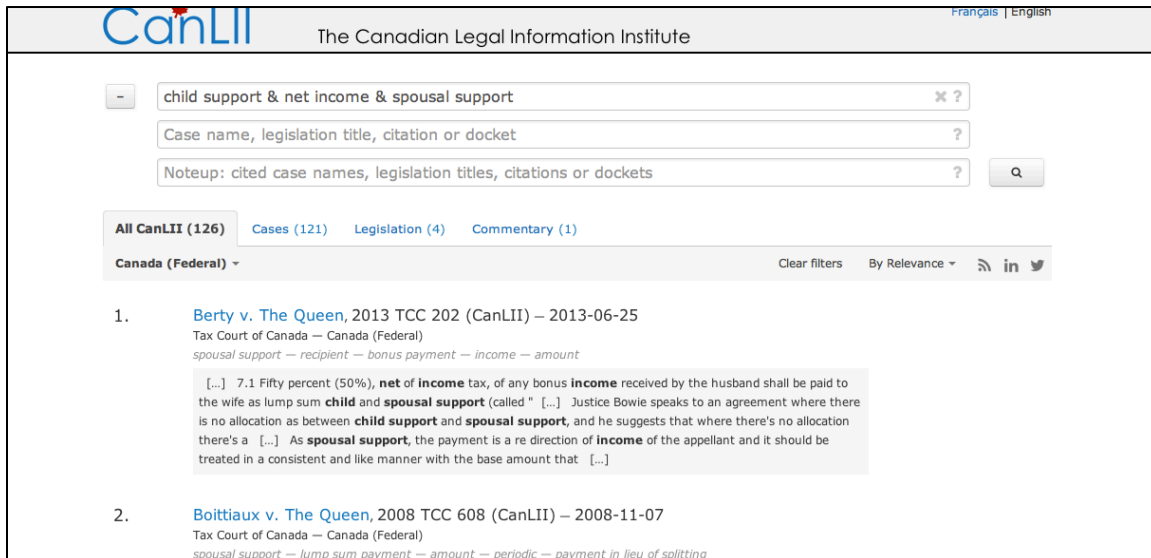 Français | English
CanLII
The Canadian Legal Information Institute
– child support & net income & spousal support ✖ ?
Case name, legislation title, citation or docket ?
Noteup: cited case names, legislation titles, citations or dockets ?
All CanLII (126) Cases (121) Legislation (4) Commentary (1)
Canada (Federal) Clear filters By Relevance in
1. Berty v. The Queen, 2013 TCC 202 (CanLII) — 2013-06-25
Tax Court of Canada — Canada (Federal)
spousal support — recipient — bonus payment — income — amount
[...] 7.1 Fifty percent (50%), net of income tax, of any bonus income received by the husband shall be paid to
the wife as lump sum child and spousal support (called " [...] Justice Bowie speaks to an agreement where there
is no allocation as between child support and spousal support, and he suggests that where there's no allocation
there's a [...] As spousal support, the payment is a re direction of income of the appellant and it should be
treated in a consistent and like manner with the base amount that [...]
2. Boittiaux v. The Queen, 2008 TCC 608 (CanLII) — 2008-11-07
Tax Court of Canada — Canada (Federal)
spousal support — lump sum payment — amount — periodic — payment in lieu of splitting